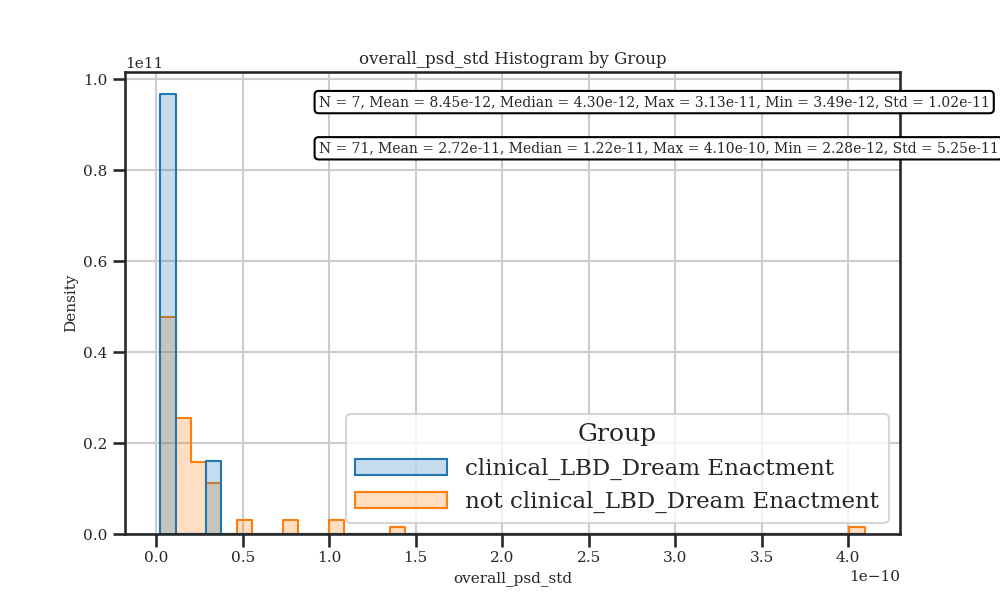 overall_psd_std Histogram by Group
1e11
N = 7, Mean = 8.45e-12, Median = 4.30e-12, Max = 3.13e-11, Min = 3.49e-12, Std = 1.02e-11
N = 71, Mean = 2.72e-11, Median = 1.22e-11, Max = 4.10e-10, Min = 2.28e-12, Std = 5.25e-11
1.0
0.8
0.6
0.4
0.2
0.0
Density
Group
clinical_LBD_Dream Enactment
not clinical_LBD_Dream Enactment
0.0 0.5 1.0 1.5 2.0 2.5 3.0 3.5 4.0
1e−10
overall_psd_std